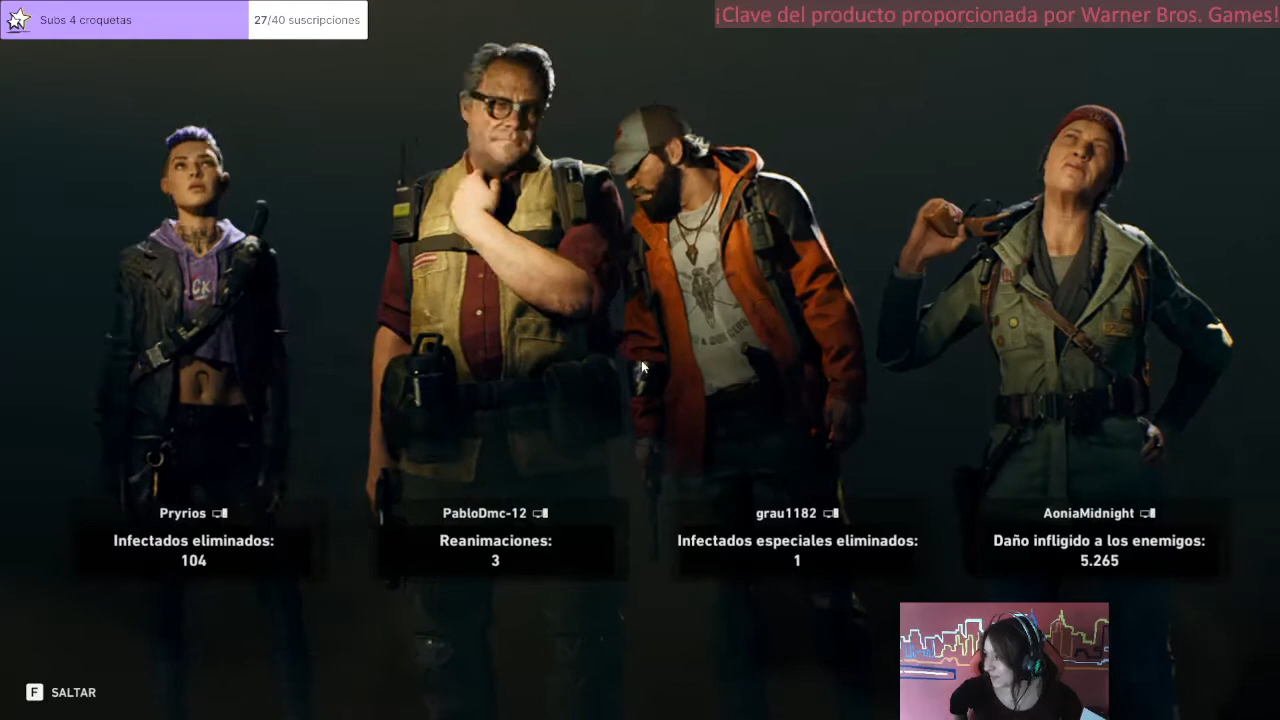 Subs 4 croquetas
27/40 suscripciones
¡Clave del producto proporcionada por Warner Bros. Games!
Pryrios
Infectados eliminados:
104
PabloDmc-12
Reanimaciones:
3
grau1182
Infectados especiales eliminados:
1
AoniaMidnight
Daño infligido a los enemigos:
5.265
F SALTAR